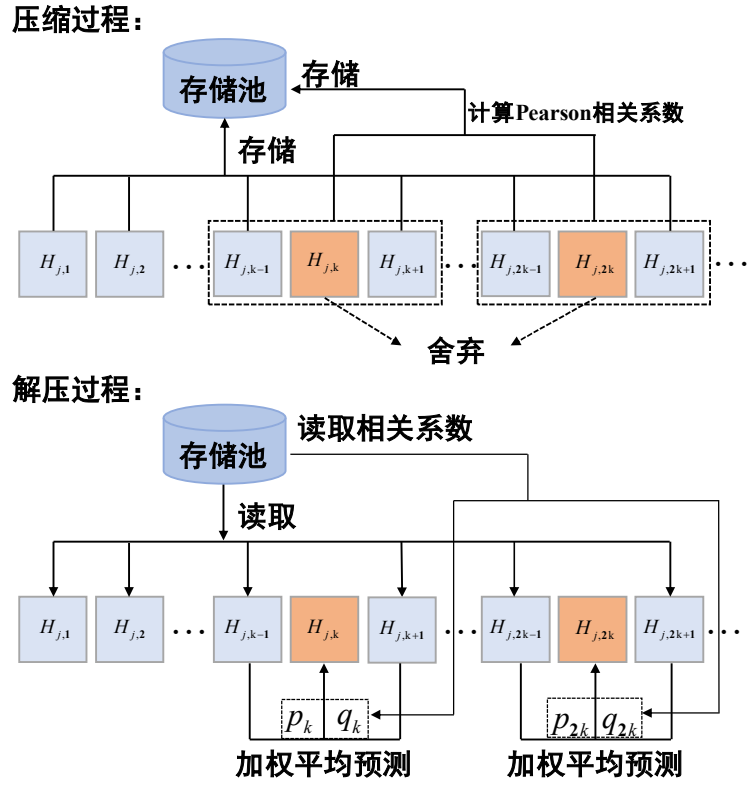 压缩过程：
存储池
存储
计算Pearson相关系数
存储
H_{j,1} H_{j,2} ··· H_{j,k-1} H_{j,k} H_{j,k+1} ··· H_{j,2k-1} H_{j,2k} H_{j,2k+1} ···
舍弃
解压过程：
存储池
读取相关系数
读取
H_{j,1} H_{j,2} ··· H_{j,k-1} H_{j,k} H_{j,k+1} ··· H_{j,2k-1} H_{j,2k} H_{j,2k+1} ···
p_k q_k p_{2k} q_{2k}
加权平均预测 加权平均预测